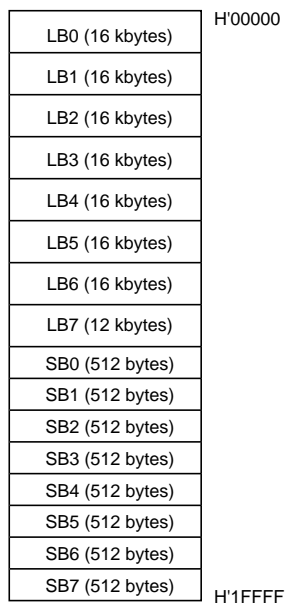 H'00000
LB0 (16 kbytes)
LB1 (16 kbytes)
LB2 (16 kbytes)
LB3 (16 kbytes)
LB4 (16 kbytes)
LB5 (16 kbytes)
LB6 (16 kbytes)
LB7 (12 kbytes)
SB0 (512 bytes)
SB1 (512 bytes)
SB2 (512 bytes)
SB3 (512 bytes)
SB4 (512 bytes)
SB5 (512 bytes)
SB6 (512 bytes)
SB7 (512 bytes)
H'1FFFF